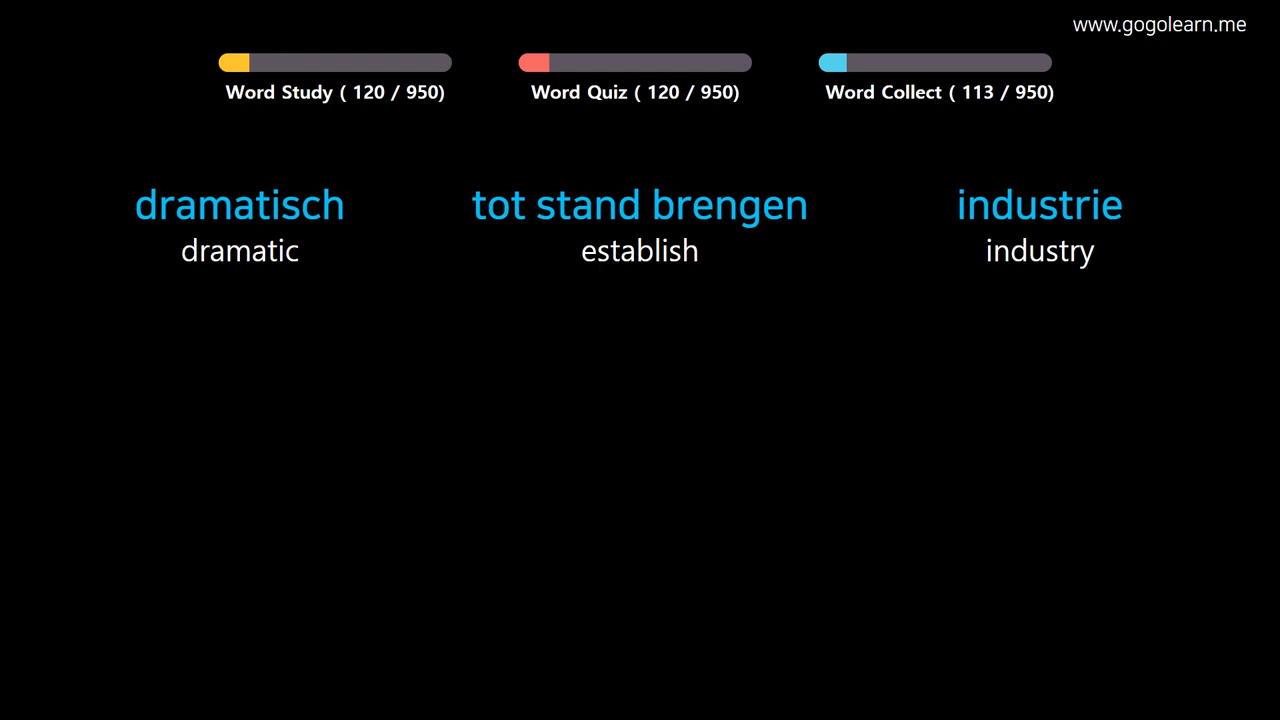 www.gogolearn.me
Word Study ( 120 / 950)
Word Quiz ( 120 / 950)
Word Collect ( 113 / 950)
dramatisch
dramatic
tot stand brengen
establish
industrie
industry